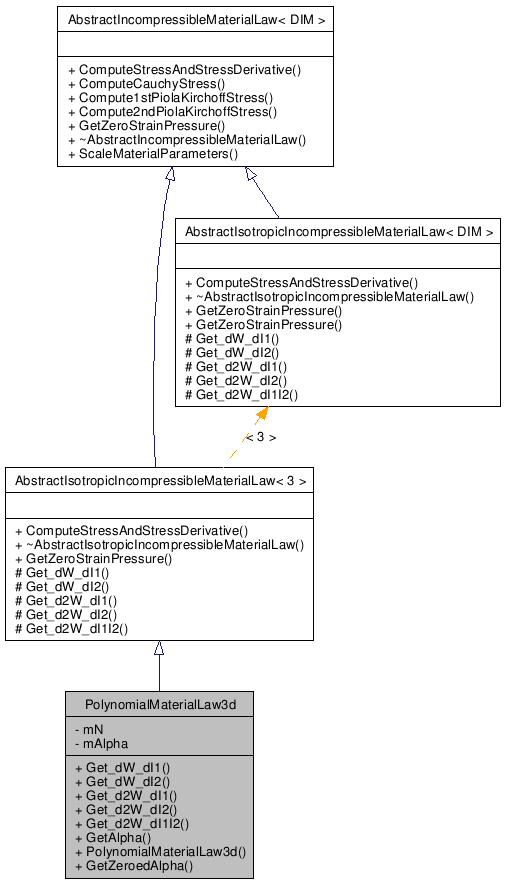 AbstractIncompressibleMaterialLaw< DIM >
+ ComputeStressAndStressDerivative()
+ ComputeCauchyStress()
+ Compute1stPiolaKirchoffStress()
+ Compute2ndPiolaKirchoffStress()
+ GetZeroStrainPressure()
+ ~AbstractIncompressibleMaterialLaw()
+ ScaleMaterialParameters()
AbstractIsotropicIncompressibleMaterialLaw< DIM >
+ ComputeStressAndStressDerivative()
+ ~AbstractIsotropicIncompressibleMaterialLaw()
+ GetZeroStrainPressure()
+ GetZeroStrainPressure()
# Get_dW_dI1()
# Get_dW_dI2()
# Get_d2W_dI1()
# Get_d2W_dI2()
# Get_d2W_dI1I2()
< 3 >
AbstractIsotropicIncompressibleMaterialLaw< 3 >
+ ComputeStressAndStressDerivative()
+ ~AbstractIsotropicIncompressibleMaterialLaw()
+ GetZeroStrainPressure()
# Get_dW_dI1()
# Get_dW_dI2()
# Get_d2W_dI1()
# Get_d2W_dI2()
# Get_d2W_dI1I2()
PolynomialMaterialLaw3d
- mN
- mAlpha
+ Get_dW_dI1()
+ Get_dW_dI2()
+ Get_d2W_dI1()
+ Get_d2W_dI2()
+ Get_d2W_dI1I2()
+ GetAlpha()
+ PolynomialMaterialLaw3d()
+ GetZeroedAlpha()